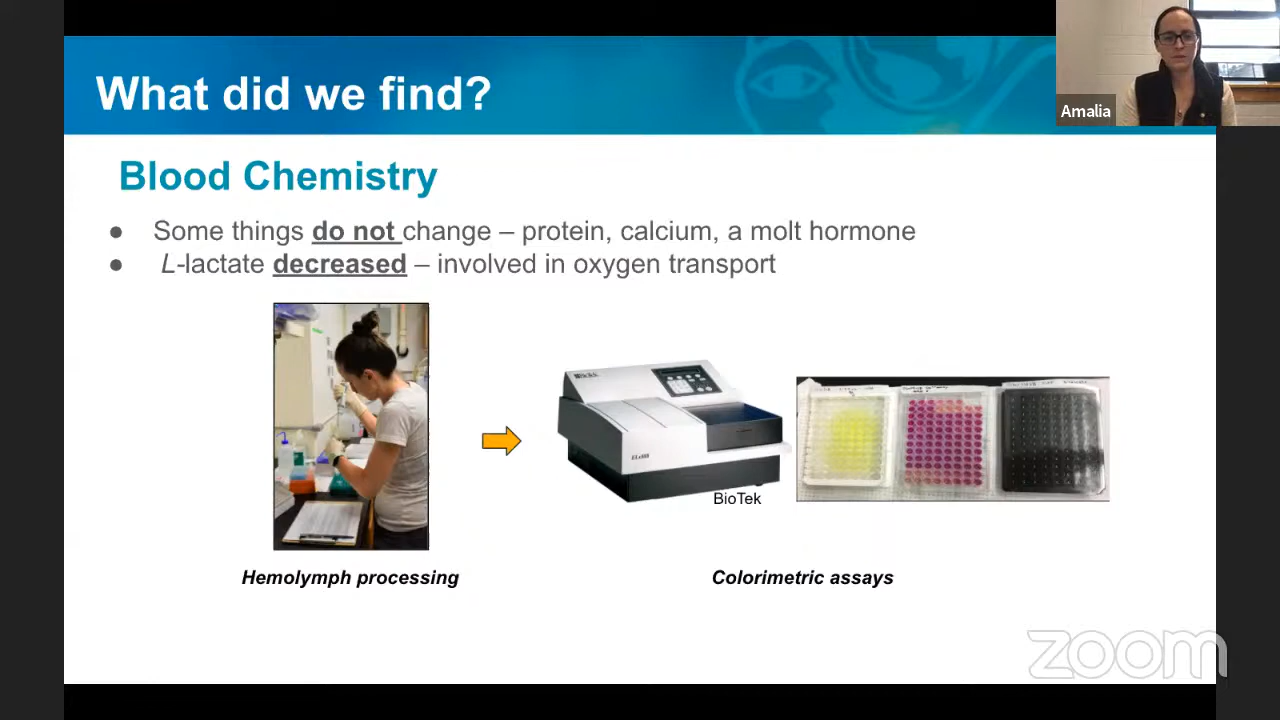 What did we find?
Amalia
Blood Chemistry
● Some things do not change – protein, calcium, a molt hormone
● L-lactate decreased – involved in oxygen transport
BioTek
Hemolymph processing
Colorimetric assays
zoom